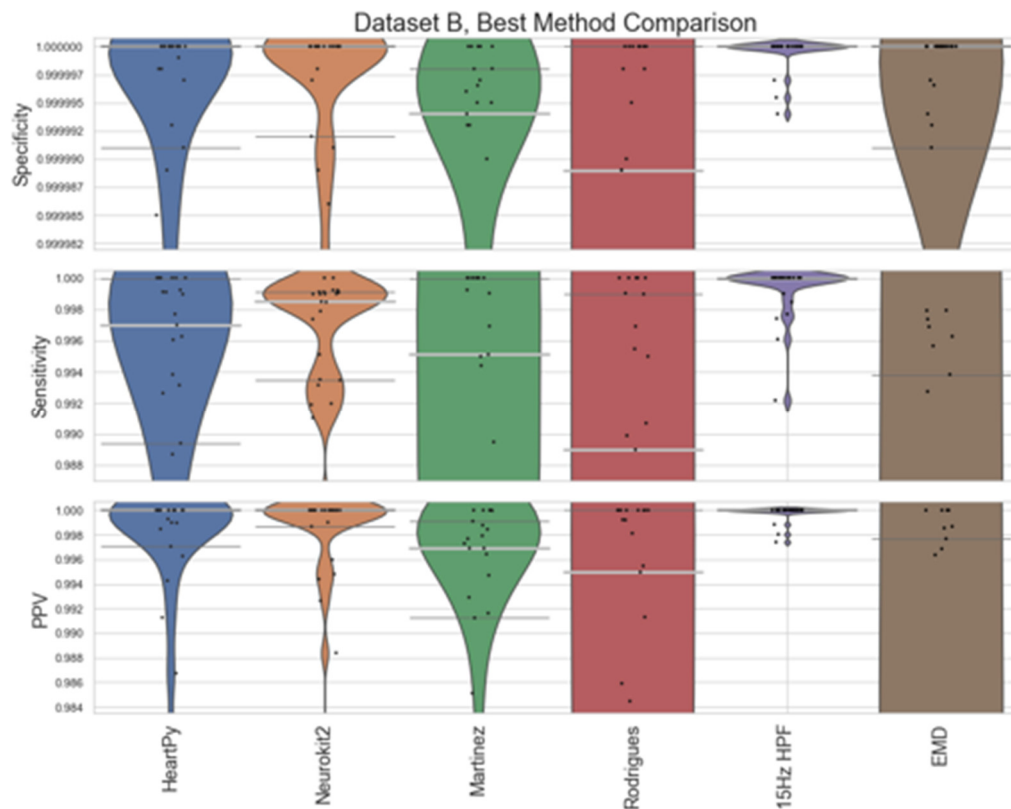 Dataset B, Best Method Comparison
Specificity
1.000000
0.999997
0.999995
0.999992
0.999990
0.999987
0.999985
0.999982
Sensitivity
1.000
0.998
0.996
0.994
0.992
0.990
0.988
PPV
1.000
0.998
0.996
0.994
0.992
0.990
0.988
0.986
0.984
HeartPy
Neurokit2
Martinez
Rodrigues
15Hz HPF
EMD